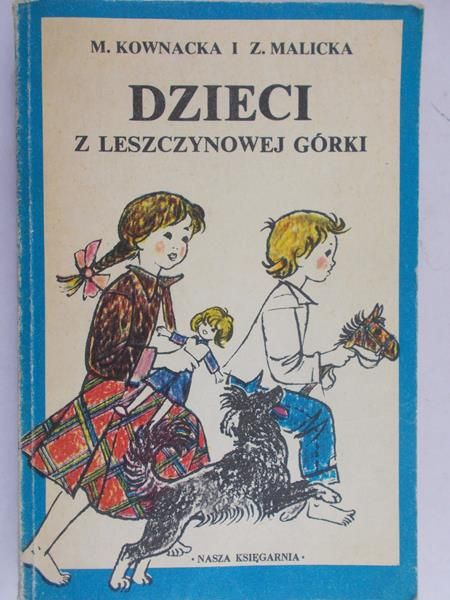 M. KOWNACKA I Z. MALICKA
DZIECI
Z LESZCZYNOWEJ GÓRKI
· NASZA KSIĘGARNIA ·